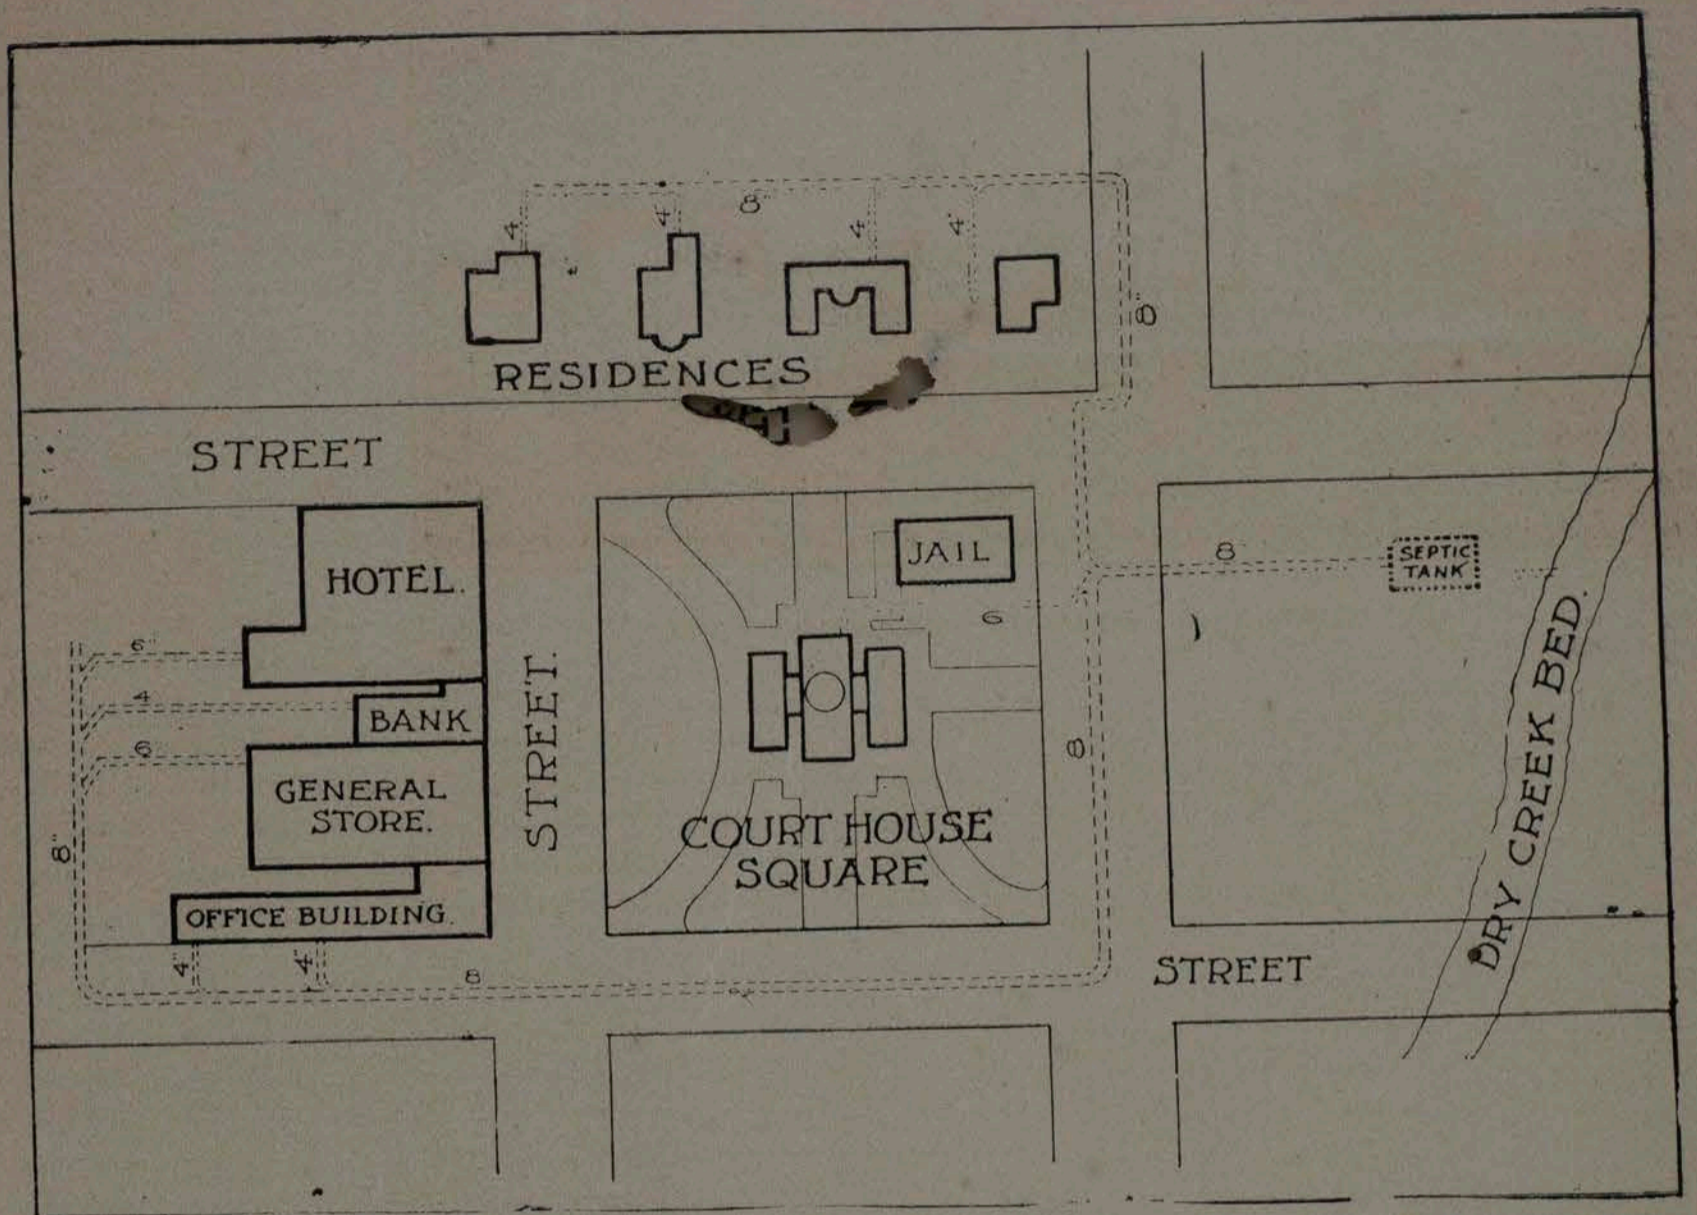 4"
4"
8"
4"
4"
8"
RESIDENCES
STREET
HOTEL.
JAIL
8
SEPTIC
TANK
6
6"
4
BANK
6
GENERAL
STORE.
8"
STREET.
8
COURT HOUSE
SQUARE
OFFICE BUILDING.
4"
4"
8
STREET
DRY CREEK BED.